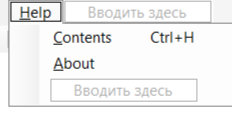 Help Вводить здесь
Contents Ctrl+H
About
Вводить здесь